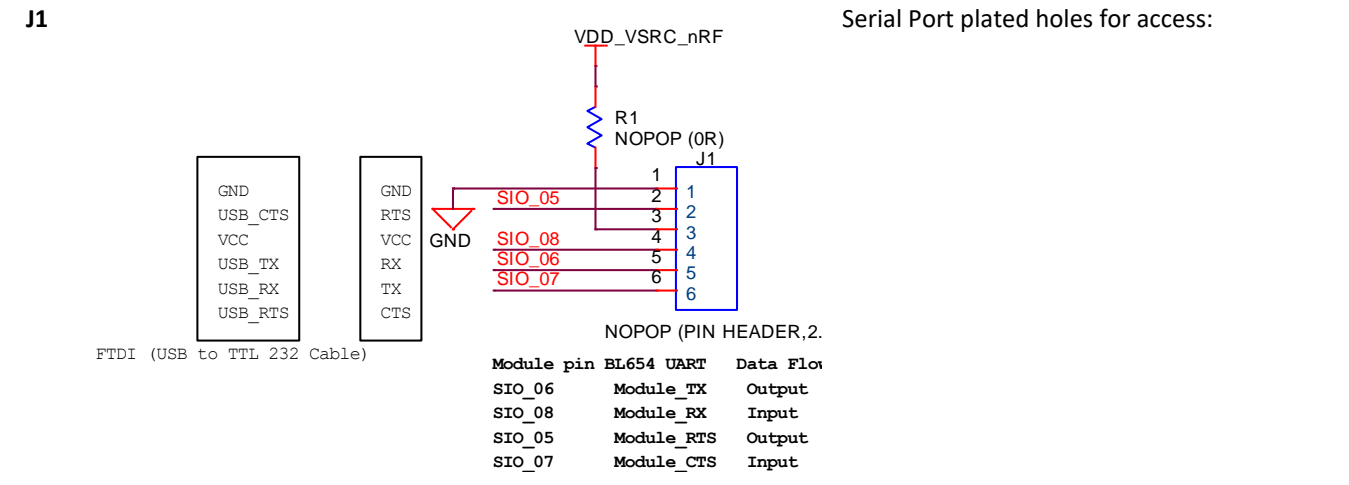 J1
Serial Port plated holes for access:
VDD_VSRC_nRF
R1
NOPOP (0R)
J1
GND
USB_CTS
VCC
USB_TX
USB_RX
USB_RTS
GND
RTS
VCC
RX
TX
CTS
GND
SIO_05
SIO_08
SIO_06
SIO_07
1
2
3
4
5
6
1
2
3
4
5
6
NOPOP (PIN HEADER,2.
FTDI (USB to TTL 232 Cable)
Module pin BL654 UART Data Flow
SIO_06 Module_TX Output
SIO_08 Module_RX Input
SIO_05 Module_RTS Output
SIO_07 Module_CTS Input